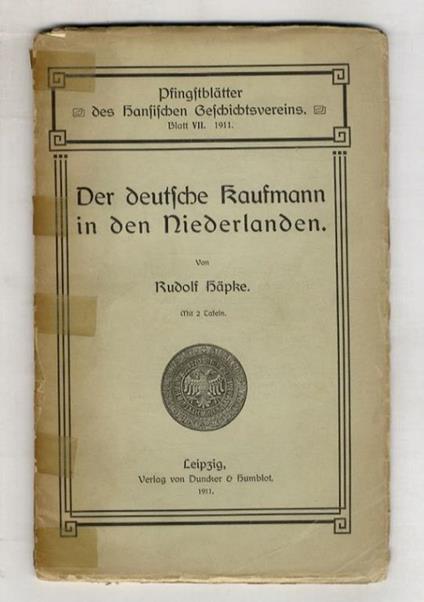 Pfingstblätter
des Hansischen Geschichtsvereins.
Blatt VII. 1911.
Der deutsche Kaufmann
in den Niederlanden.
Von
Rudolf Häpke.
Mit 2 Tafeln.
Leipzig,
Verlag von Duncker & Humblot.
1911.